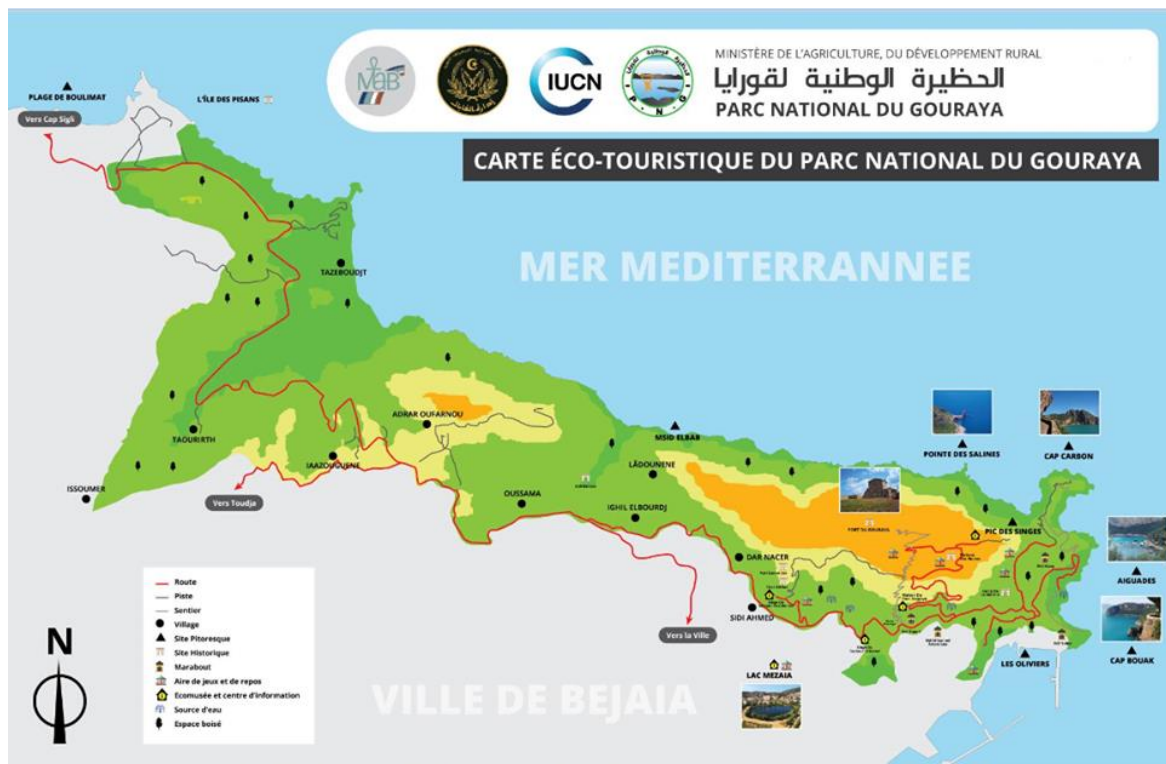 MaB
IUCN
P N G
MINISTÈRE DE L'AGRICULTURE, DU DÉVELOPPEMENT RURAL
الحظيرة الوطنية لقورايا
PARC NATIONAL DU GOURAYA
CARTE ÉCO-TOURISTIQUE DU PARC NATIONAL DU GOURAYA
PLAGE DE BOULIMAT
L'ÎLE DES PISANS
Vers Cap Sigli
TAZEBOUDJT
MER MEDITERRANNEE
ADRAR OUFARNOU
TAOURIRTH
IAAZOUGUENE
MSID ELBAB
POINTE DES SALINES
CAP CARBON
LÂDOUNENE
ISSOUMER
Vers Toudja
OUSSAMA
IGHIL ELBOURDJ
PIC DES SINGES
DAR NACER
AIGUADES
SIDI AHMED
Vers la Ville
LES OLIVIERS
CAP BOUAK
LAC MEZAIA
VILLE DE BEJAIA
N
Route
Piste
Sentier
Village
Site Pitoresque
Site Historique
Marabout
Aire de jeux et de repos
Ecomusée et centre d'information
Source d'eau
Espace boisé